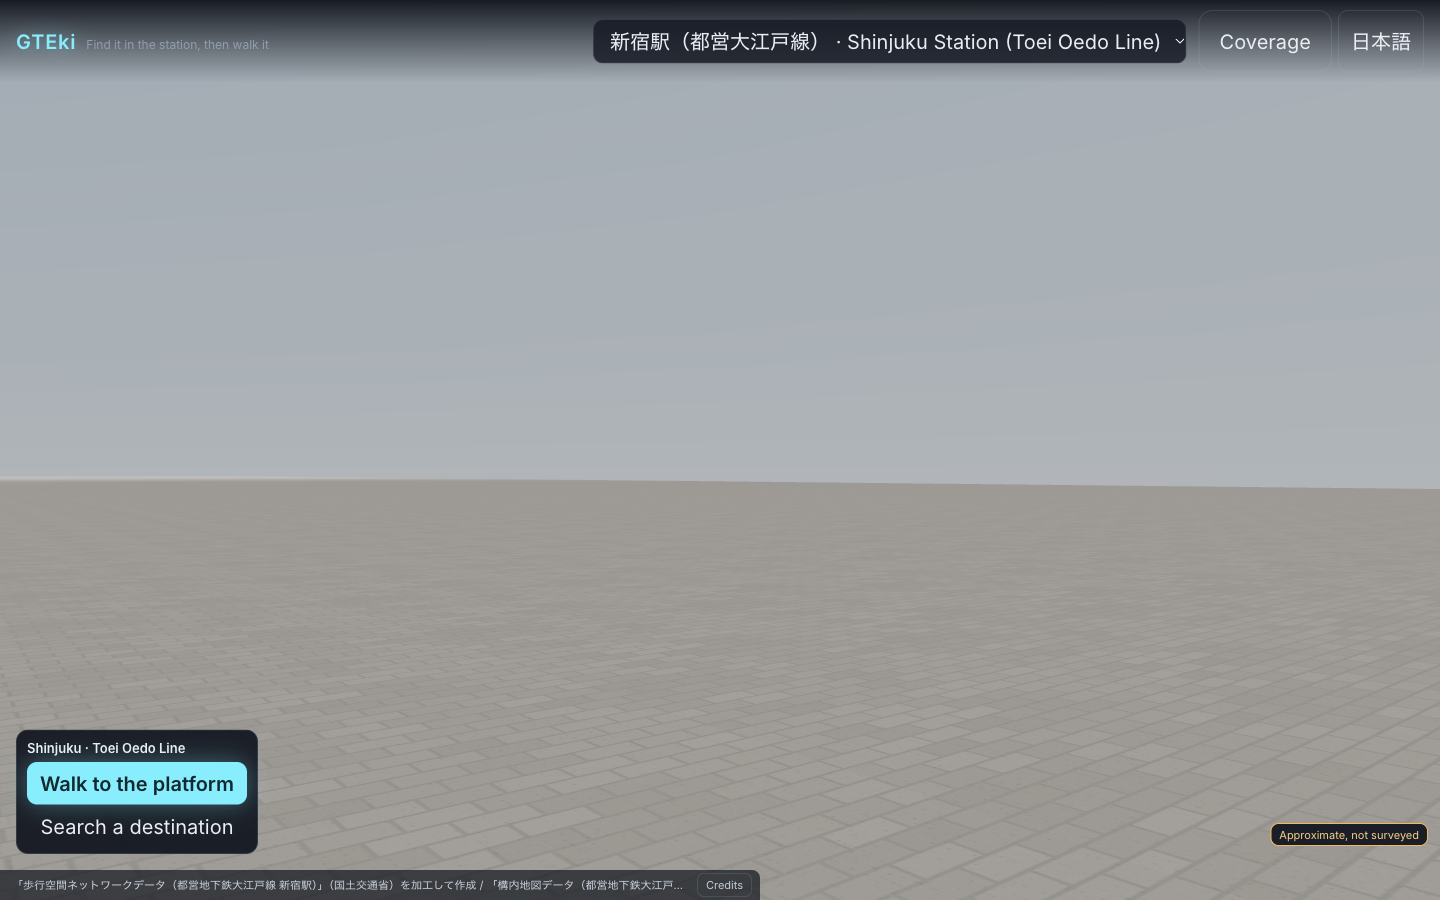 GTEki Find it in the station, then walk it
新宿駅（都営大江戸線） · Shinjuku Station (Toei Oedo Line)
Coverage
日本語
Shinjuku · Toei Oedo Line
Walk to the platform
Search a destination
Approximate, not surveyed
「歩行空間ネットワークデータ（都営地下鉄大江戸線 新宿駅）」（国土交通省）を加工して作成 / 「構内地図データ（都営地下鉄大江戸...
Credits